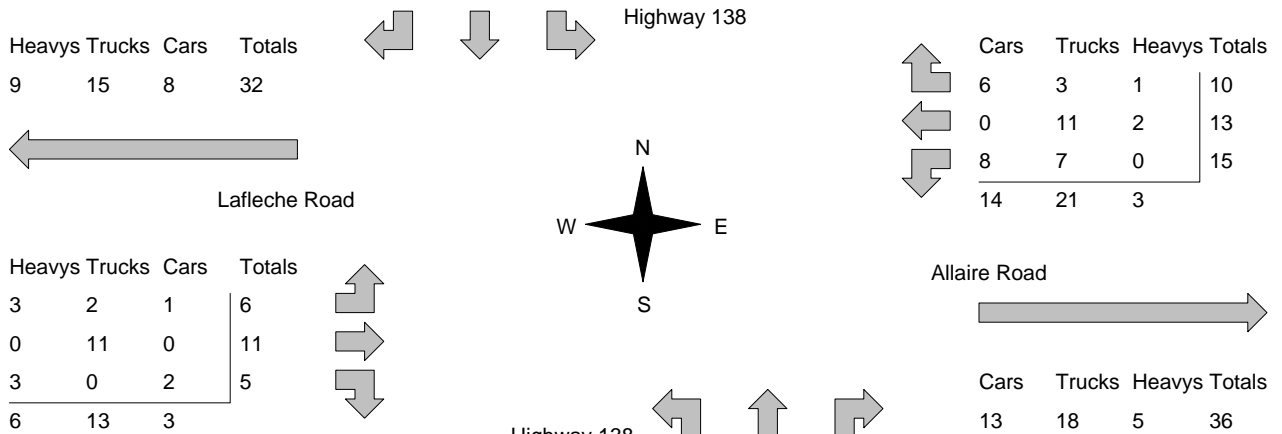 Highway 138
Heavys Trucks Cars Totals
9 15 8 32
Cars Trucks Heavys Totals
6 3 1 10
0 11 2 13
8 7 0 15
14 21 3
Lafleche Road
N
W E
S
Heavys Trucks Cars Totals
3 2 1 6
0 11 0 11
3 0 2 5
6 13 3
Allaire Road
Cars Trucks Heavys Totals
13 18 5 36
Highway 138